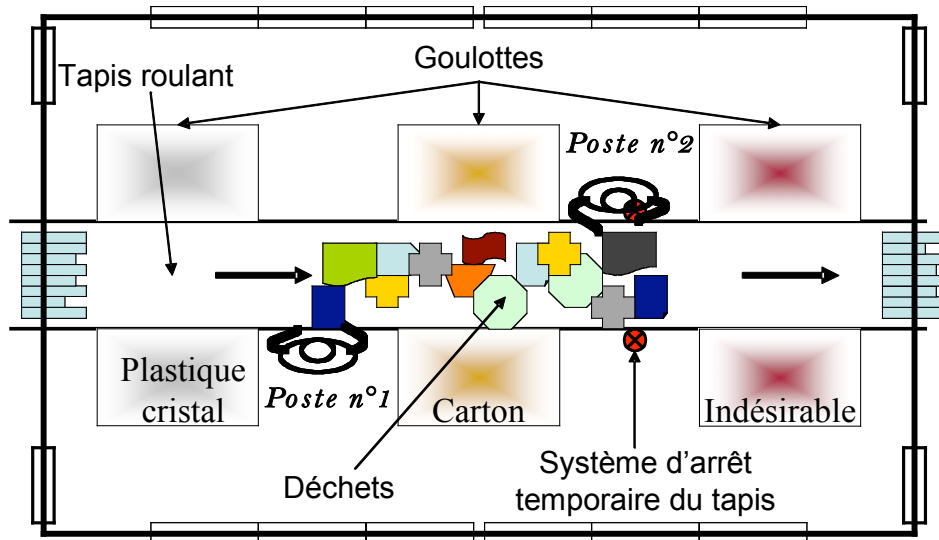 Goulottes
Tapis roulant
Poste n°2
Plastique
cristal
Poste n°1
Carton
Indésirable
Déchets
Système d'arrêt
temporaire du tapis